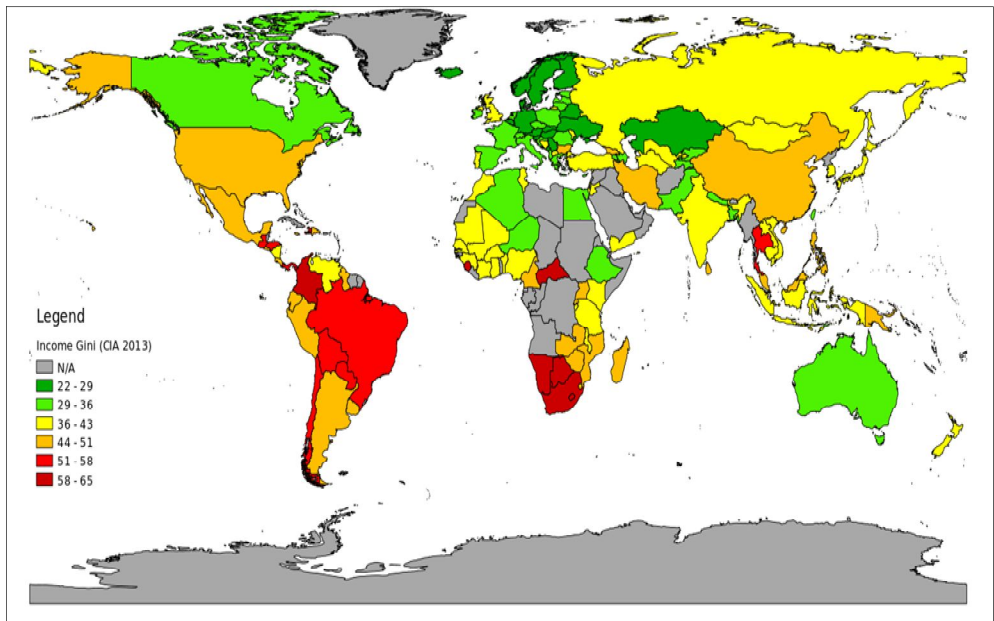 Legend
Income Gini (CIA 2013)
N/A
22 - 29
29 - 36
36 - 43
44 - 51
51 - 58
58 - 65